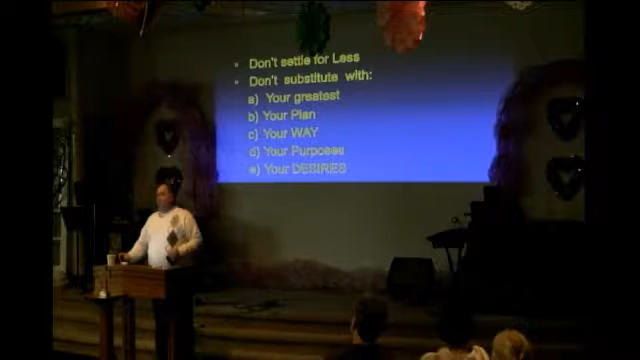 • Don't settle for Less
• Don't substitute with:
a) Your greatest
b) Your Plan
c) Your WAY
d) Your Purposes
e) Your DESIRES